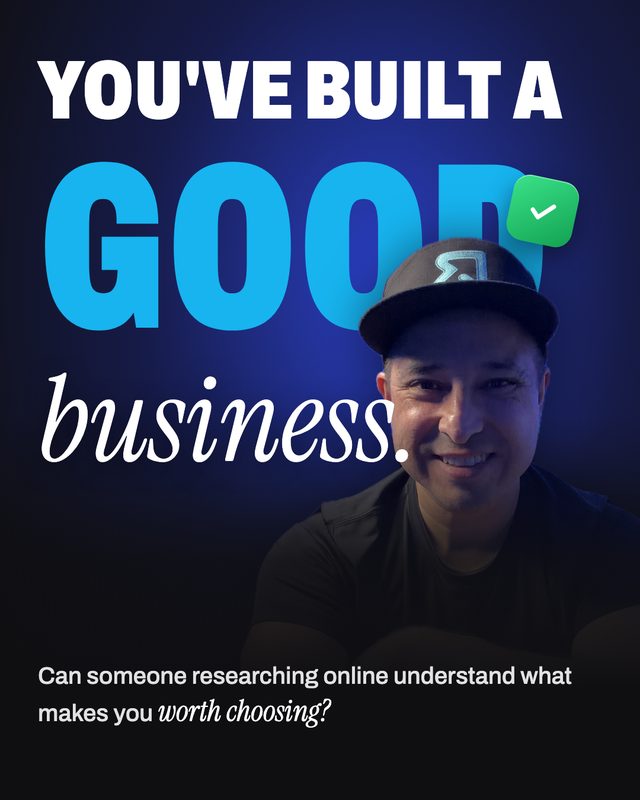 YOU'VE BUILT A
GOOD
business.
Can someone researching online understand what
makes you worth choosing?